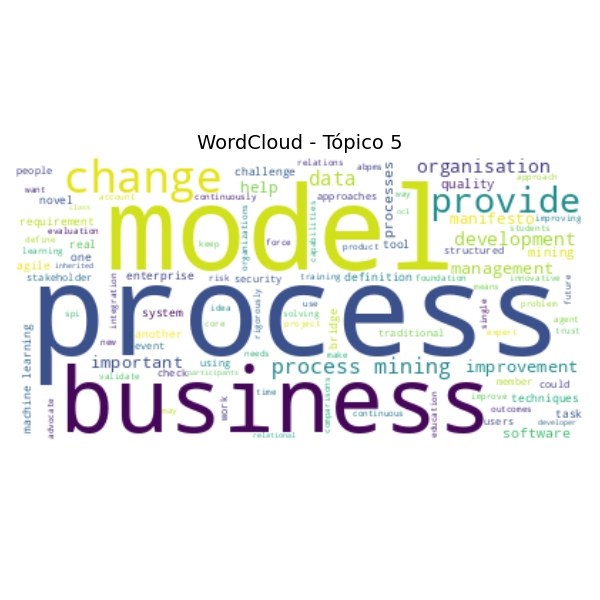 WordCloud - Tópico 5
people
want
class
novel
account
change
continuously
relations
challenge
help
data
approaches
abpms
processes
way
oci
organisation
approach
quality
provide
requirement
evaluation
define
real
learning
one
agile
inherited
stakeholder
organizations
keep
force
model
capabilities
product
tool
manifesto
improving
students
development
structured
mining
management
process
integration
enterprise
risk
security
training
definition
foundation
innovative
means
problem
future
spi
system
new
another
event
idea
core
rigorously
use
solving
project
bridge
traditional
single
expert
agent
trust
machine learning
important
validate
check
using
participants
needs
make
process mining
improvement
member
could
advocate
business
may
work
time
relational
comparisons
continuous
education
improve
techniques
outcomes
task
users
developer
software